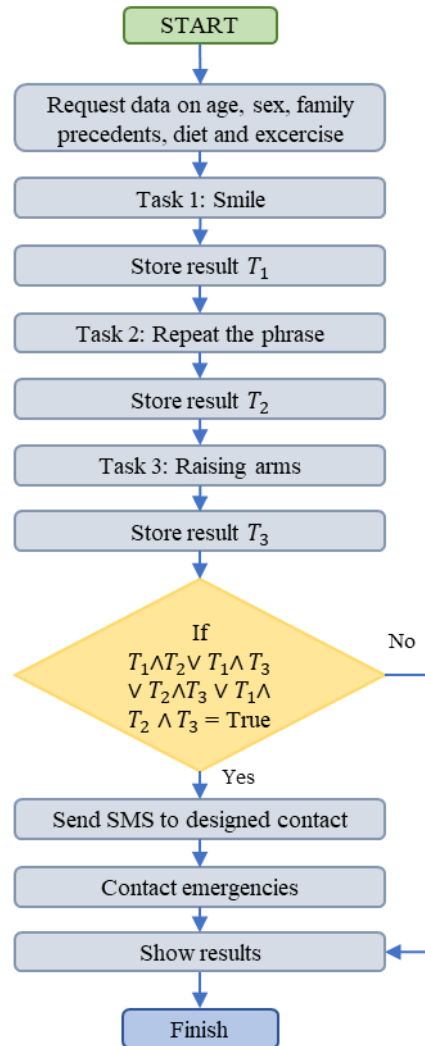 START
Request data on age, sex, family
precedents, diet and excercise
Task 1: Smile
Store result T₁
Task 2: Repeat the phrase
Store result T₂
Task 3: Raising arms
Store result T₃
If
T₁∧T₂∨ T₁∧ T₃
∨ T₂∧T₃ ∨ T₁∧
T₂ ∧ T₃ = True
No
Yes
Send SMS to designed contact
Contact emergencies
Show results
Finish